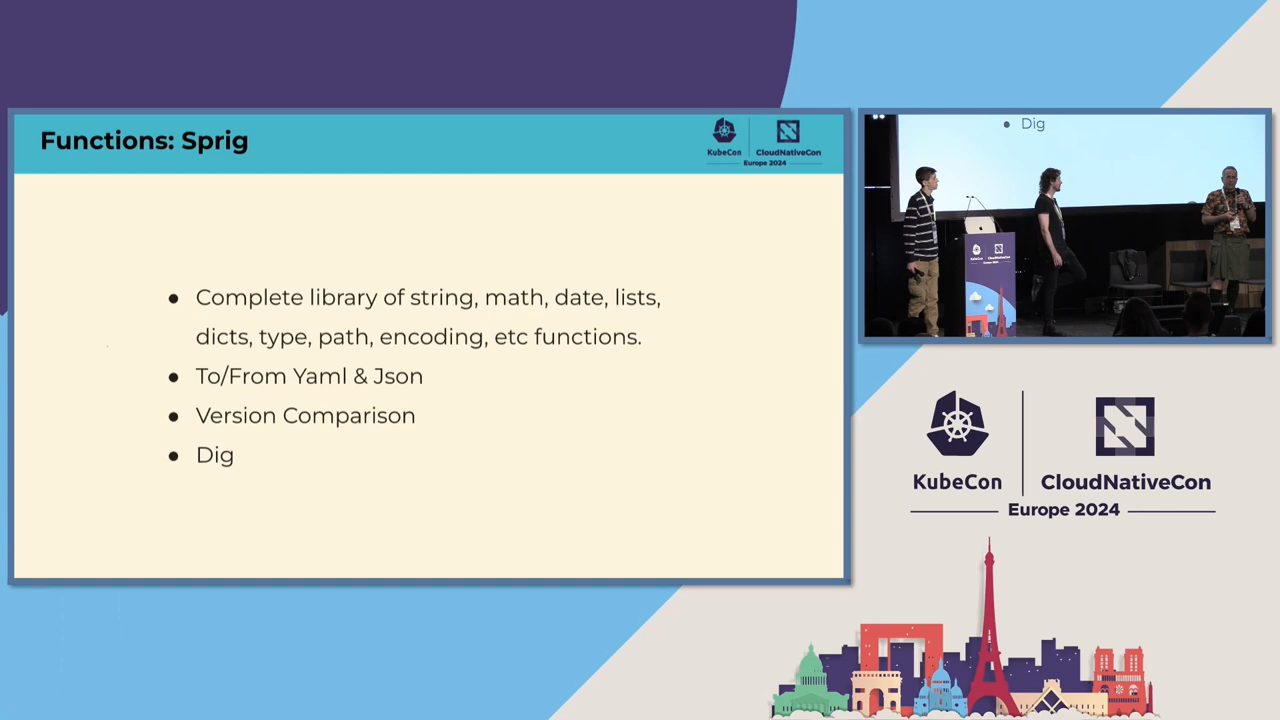 Functions: Sprig
KubeCon
CloudNativeCon
Europe 2024
● Complete library of string, math, date, lists,
dicts, type, path, encoding, etc functions.
● To/From Yaml & Json
● Version Comparison
● Dig
● Dig
KubeCon
CloudNativeCon
Europe 2024